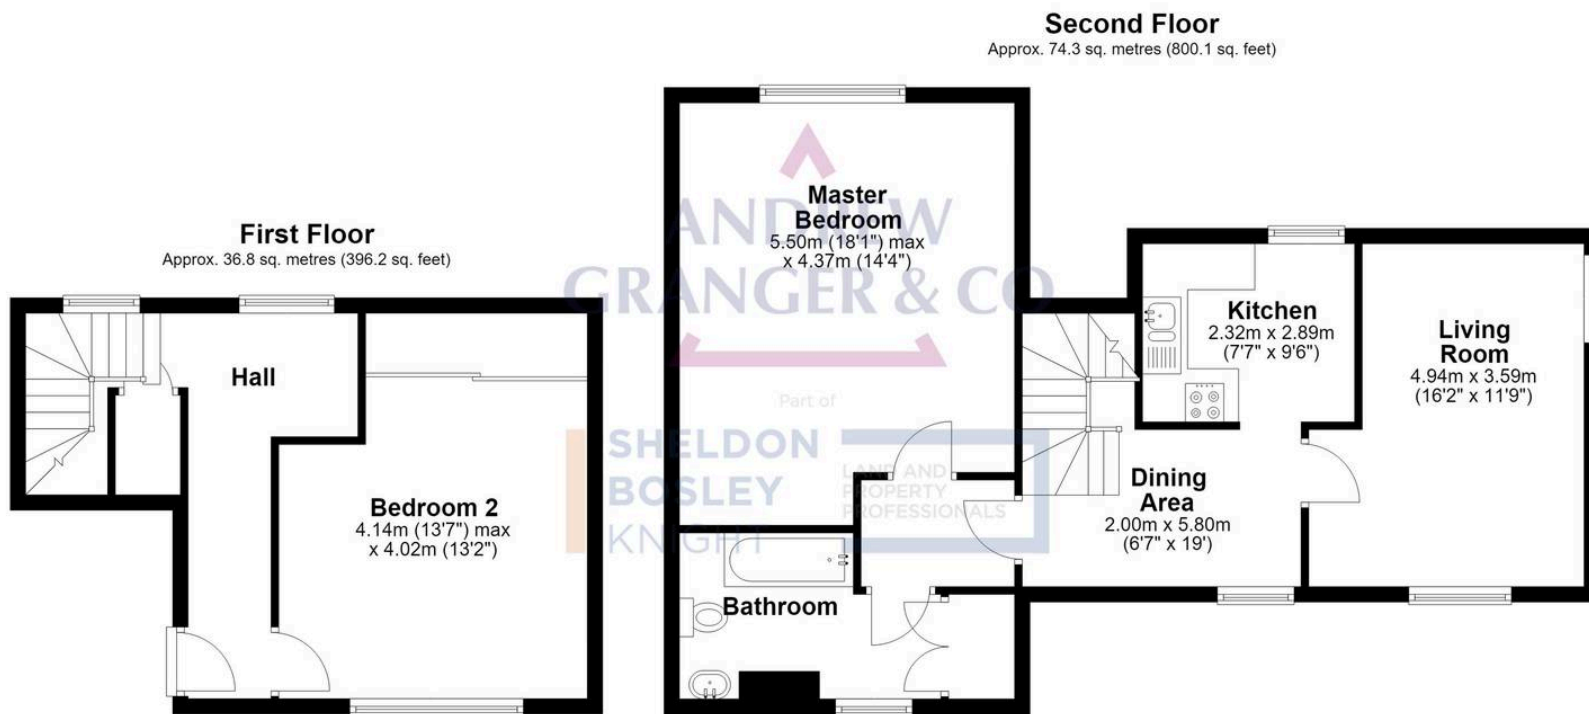 Second Floor
Approx. 74.3 sq. metres (800.1 sq. feet)
First Floor
Approx. 36.8 sq. metres (396.2 sq. feet)
Hall
Bedroom 2
4.14m (13'7") max
x 4.02m (13'2")
Master
Bedroom
5.50m (18'1") max
x 4.37m (14'4")
ANDREW
GRANGER & CO
Part of
SHELDON
BOSLEY
KNIGHT
LAND AND
PROPERTY
PROFESSIONALS
Bathroom
Kitchen
2.32m x 2.89m
(7'7" x 9'6")
Dining
Area
2.00m x 5.80m
(6'7" x 19')
Living
Room
4.94m x 3.59m
(16'2" x 11'9")